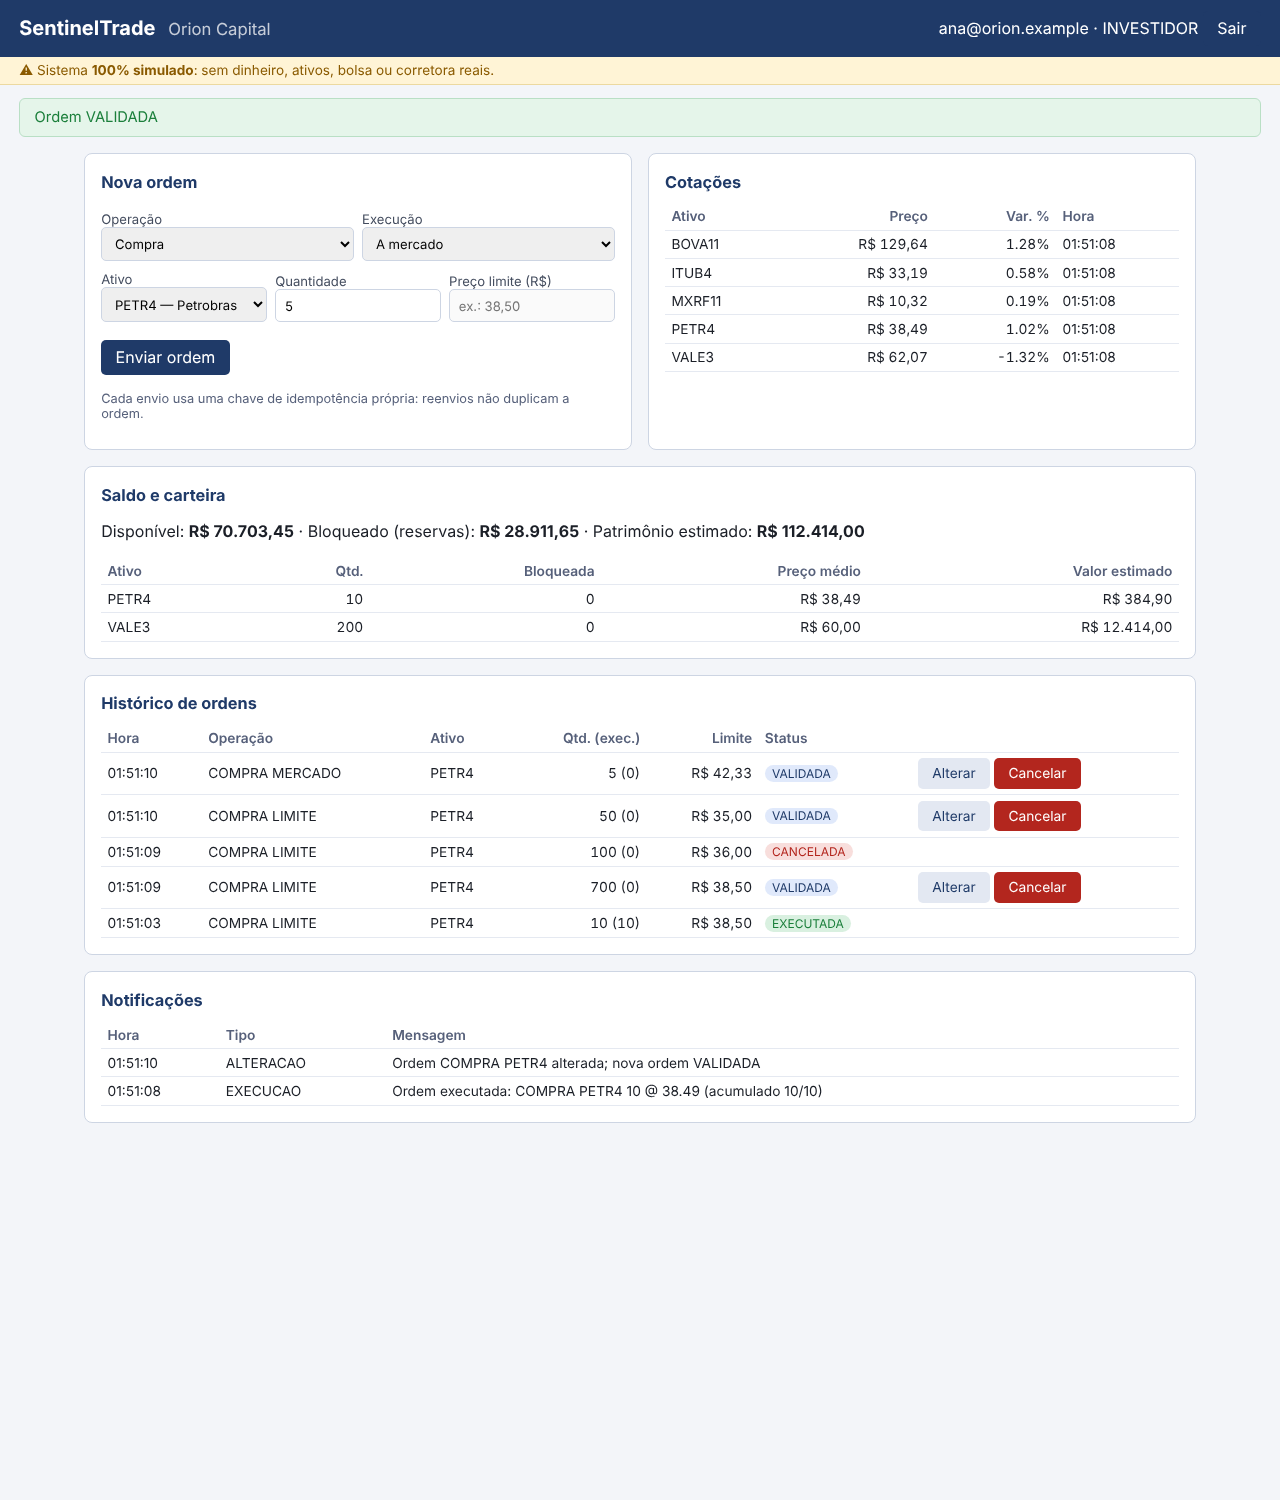 SentinelTrade Orion Capital ana@orion.example · INVESTIDOR Sair
⚠ Sistema 100% simulado: sem dinheiro, ativos, bolsa ou corretora reais.
Ordem VALIDADA
Nova ordem
Operação Execução
Compra A mercado
Ativo Quantidade Preço limite (R$)
PETR4 — Petrobras 5 ex.: 38,50
Enviar ordem
Cada envio usa uma chave de idempotência própria: reenvios não duplicam a
ordem.
Cotações
Ativo Preço Var. % Hora
BOVA11 R$ 129,64 1.28% 01:51:08
ITUB4 R$ 33,19 0.58% 01:51:08
MXRF11 R$ 10,32 0.19% 01:51:08
PETR4 R$ 38,49 1.02% 01:51:08
VALE3 R$ 62,07 -1.32% 01:51:08
Saldo e carteira
Disponível: R$ 70.703,45 · Bloqueado (reservas): R$ 28.911,65 · Patrimônio estimado: R$ 112.414,00
Ativo Qtd. Bloqueada Preço médio Valor estimado
PETR4 10 0 R$ 38,49 R$ 384,90
VALE3 200 0 R$ 60,00 R$ 12.414,00
Histórico de ordens
Hora Operação Ativo Qtd. (exec.) Limite Status
01:51:10 COMPRA MERCADO PETR4 5 (0) R$ 42,33 VALIDADA Alterar Cancelar
01:51:10 COMPRA LIMITE PETR4 50 (0) R$ 35,00 VALIDADA Alterar Cancelar
01:51:09 COMPRA LIMITE PETR4 100 (0) R$ 36,00 CANCELADA
01:51:09 COMPRA LIMITE PETR4 700 (0) R$ 38,50 VALIDADA Alterar Cancelar
01:51:03 COMPRA LIMITE PETR4 10 (10) R$ 38,50 EXECUTADA
Notificações
Hora Tipo Mensagem
01:51:10 ALTERACAO Ordem COMPRA PETR4 alterada; nova ordem VALIDADA
01:51:08 EXECUCAO Ordem executada: COMPRA PETR4 10 @ 38.49 (acumulado 10/10)